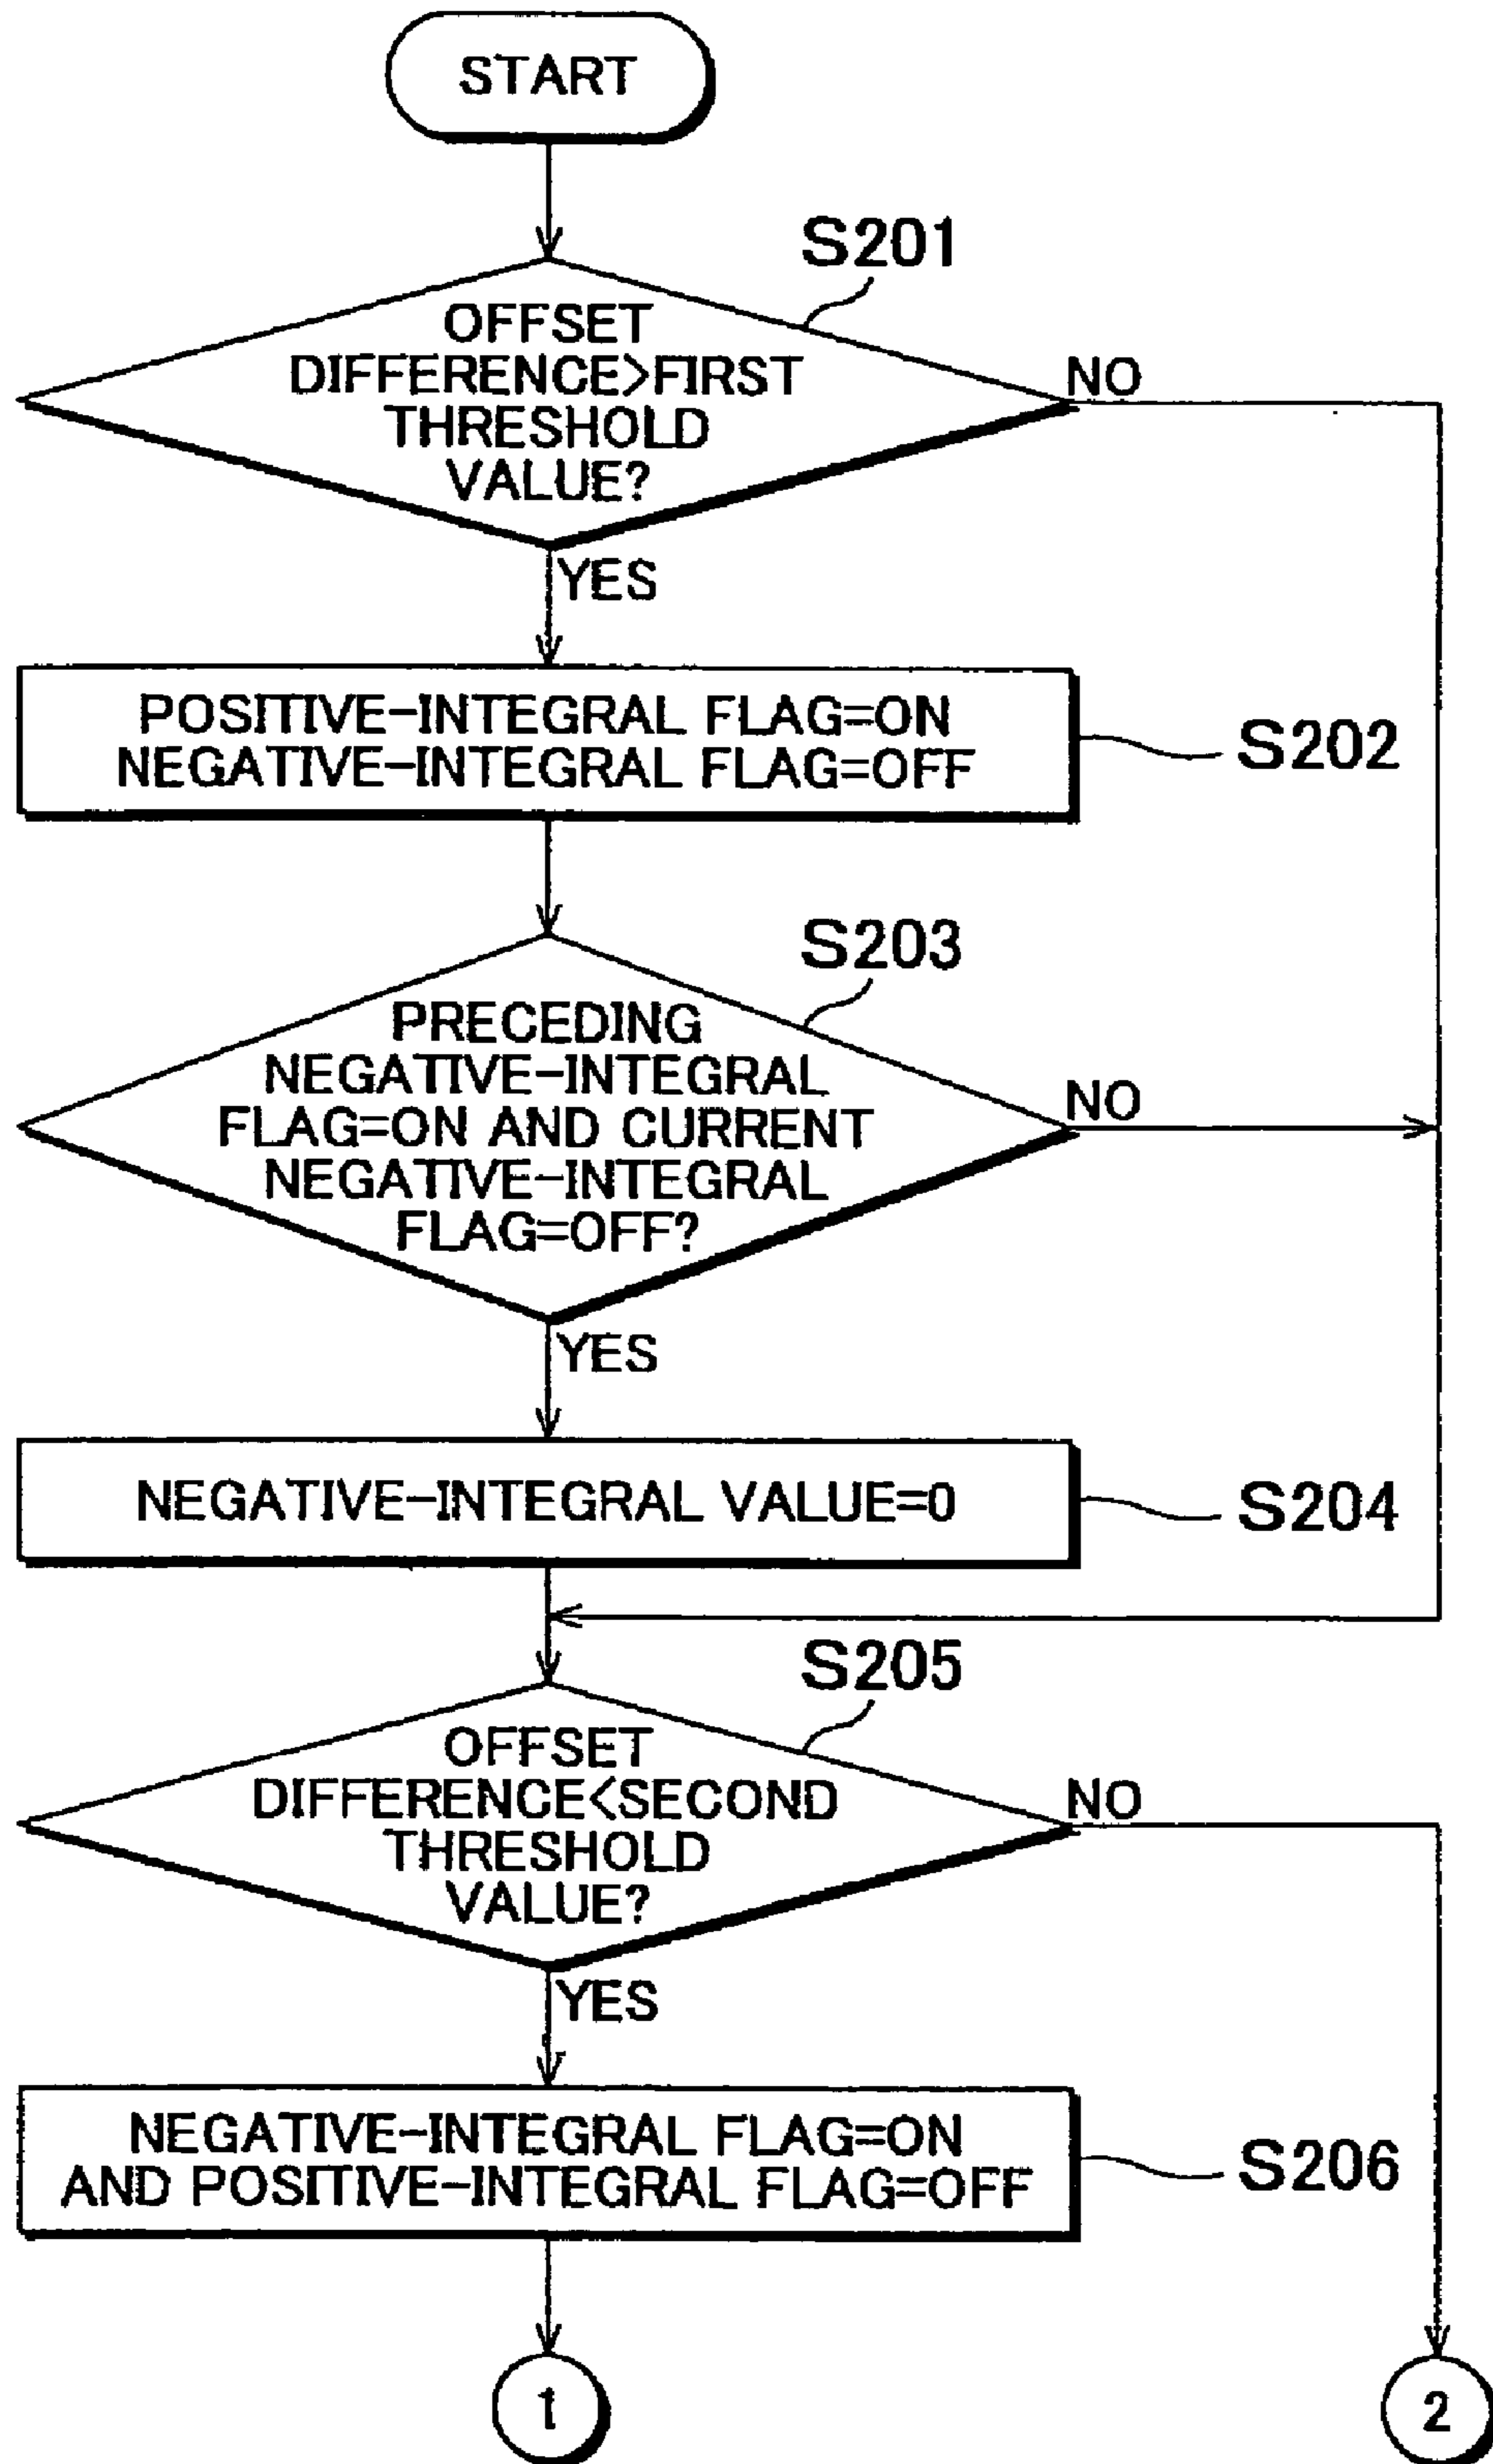 START
S201
OFFSET
DIFFERENCE>FIRST
THRESHOLD
VALUE?
NO
YES
POSITIVE-INTEGRAL FLAG=ON
NEGATIVE-INTEGRAL FLAG=OFF
S202
S203
PRECEDING
NEGATIVE-INTEGRAL
FLAG=ON AND CURRENT
NEGATIVE-INTEGRAL
FLAG=OFF?
NO
YES
NEGATIVE-INTEGRAL VALUE=0
S204
S205
OFFSET
DIFFERENCE<SECOND
THRESHOLD
VALUE?
NO
YES
NEGATIVE-INTEGRAL FLAG=ON
AND POSITIVE-INTEGRAL FLAG=OFF
S206
1
2